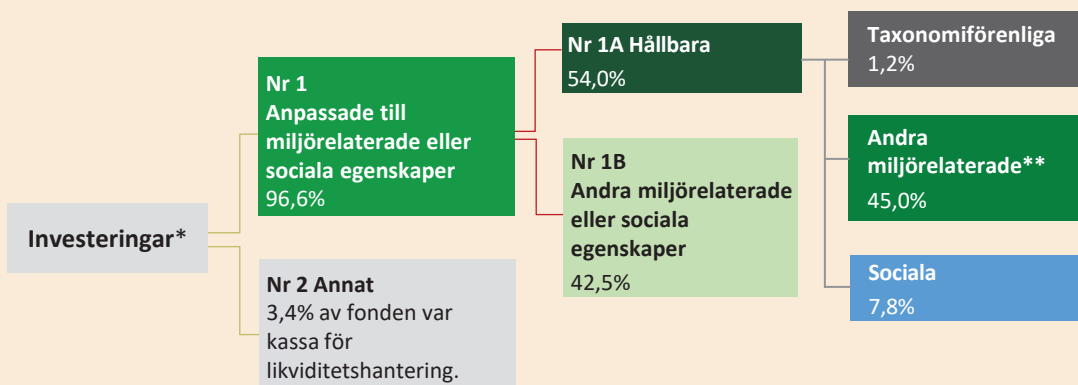 Investeringar*
Nr 1
Anpassade till
miljörelaterade eller
sociala egenskaper
96,6%
Nr 2 Annat
3,4% av fonden var
kassa för
likviditetshantering.
Nr 1A Hållbara
54,0%
Nr 1B
Andra miljörelaterade
eller sociala
egenskaper
42,5%
Taxonomiförenliga
1,2%
Andra
miljörelaterade**
45,0%
Sociala
7,8%